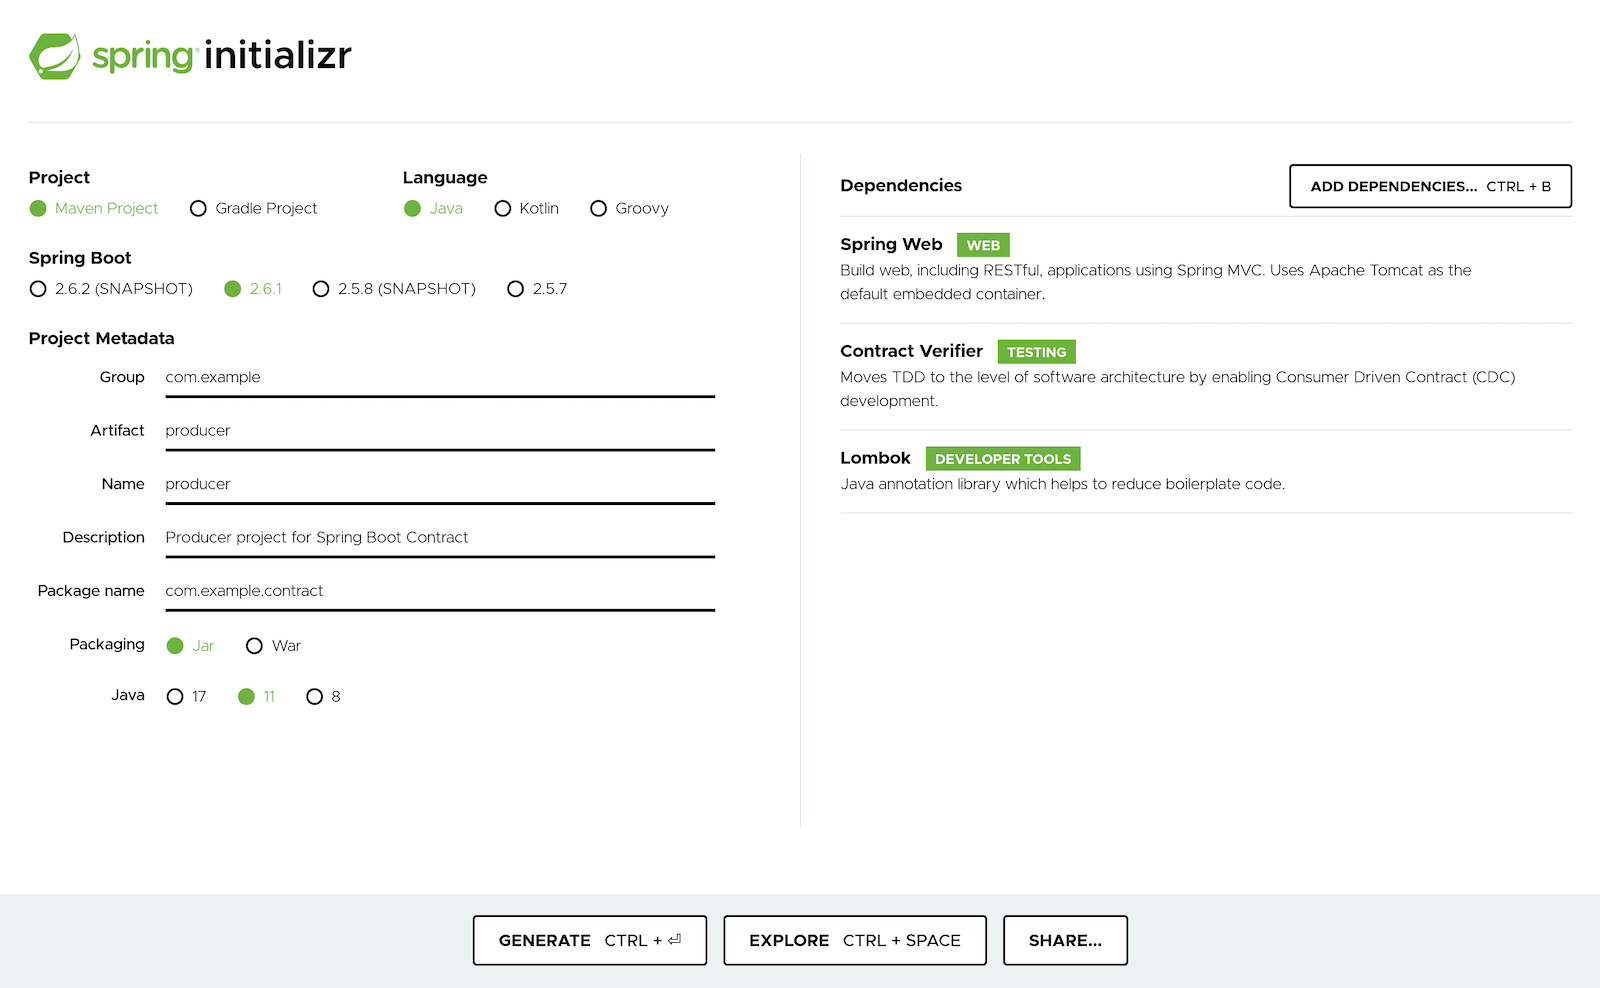 spring initializr
Project
Maven Project
Gradle Project
Language
Java
Kotlin
Groovy
Spring Boot
2.6.2 (SNAPSHOT)
2.6.1
2.5.8 (SNAPSHOT)
2.5.7
Project Metadata
Group com.example
Artifact producer
Name producer
Description Producer project for Spring Boot Contract
Package name com.example.contract
Packaging Jar War
Java 17 11 8
Dependencies
ADD DEPENDENCIES... CTRL + B
Spring Web WEB
Build web, including RESTful, applications using Spring MVC. Uses Apache Tomcat as the
default embedded container.
Contract Verifier TESTING
Moves TDD to the level of software architecture by enabling Consumer Driven Contract (CDC)
development.
Lombok DEVELOPER TOOLS
Java annotation library which helps to reduce boilerplate code.
GENERATE CTRL + ⏎
EXPLORE CTRL + SPACE
SHARE...